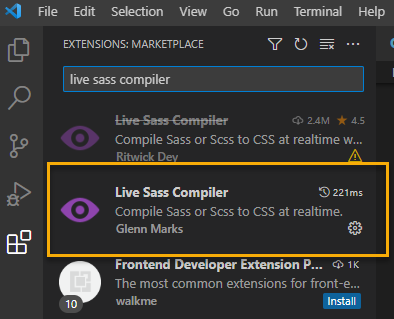 File Edit Selection View Go Run Terminal Help
EXTENSIONS: MARKETPLACE
live sass compiler
Live Sass Compiler 2.4M ★ 4.5
Compile Sass or Scss to CSS at realtime w...
Ritwick Dey
Live Sass Compiler 221ms
Compile Sass or Scss to CSS at realtime.
Glenn Marks
Frontend Developer Extension P... 1K
The most common extensions for front-e...
10 walkme Install